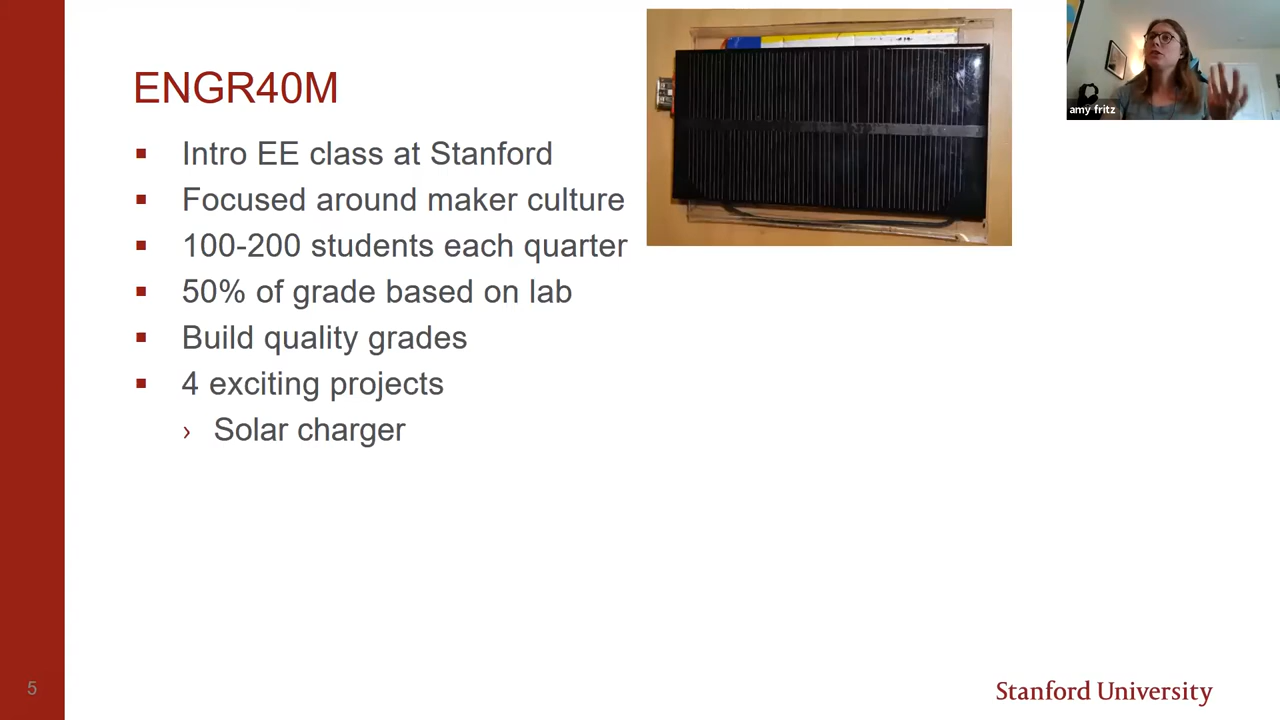 ENGR40M
Intro EE class at Stanford
Focused around maker culture
100-200 students each quarter
50% of grade based on lab
Build quality grades
4 exciting projects
Solar charger
amy fritz
5
Stanford University